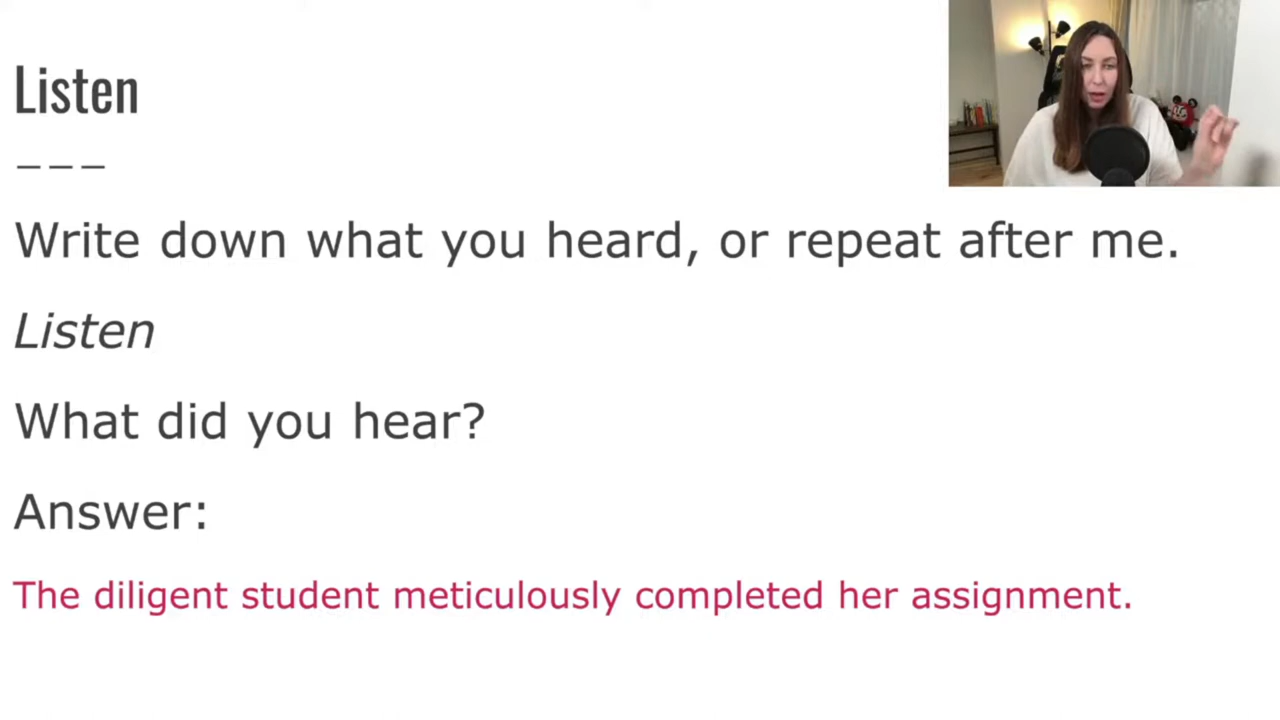 Listen
Write down what you heard, or repeat after me.
Listen
What did you hear?
Answer:
The diligent student meticulously completed her assignment.